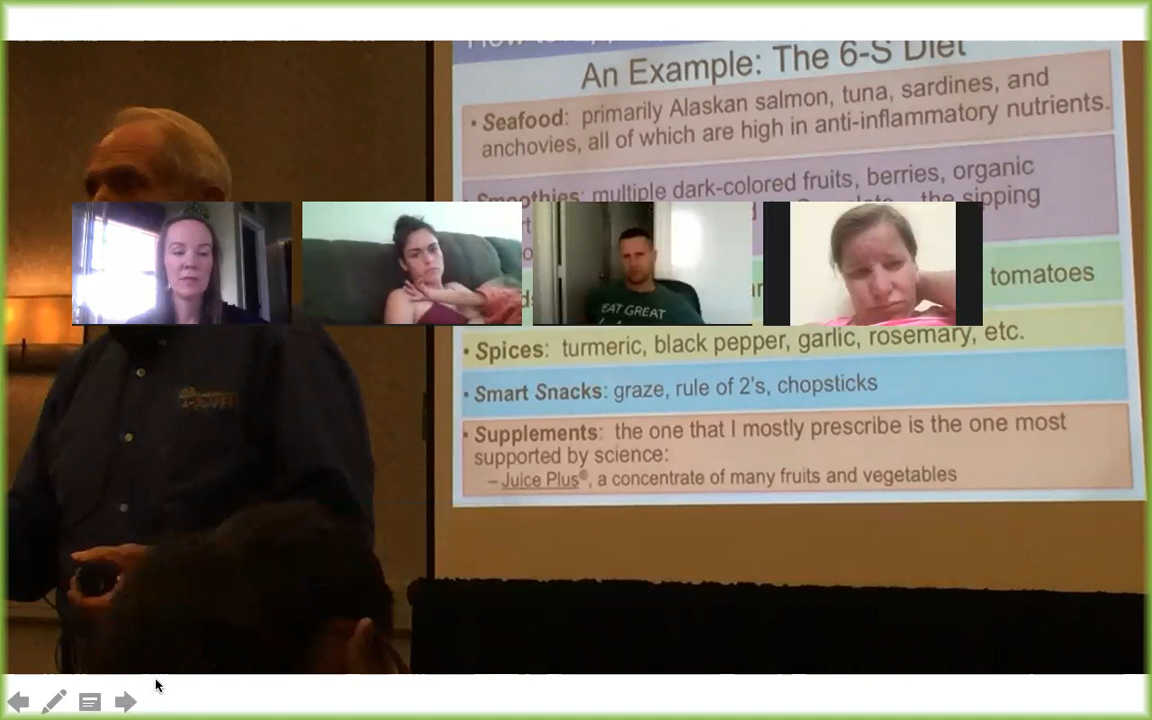 An Example: The 6-S Diet
• Seafood: primarily Alaskan salmon, tuna, sardines, and
anchovies, all of which are high in anti-inflammatory nutrients.
Smoothies: multiple dark-colored fruits, berries, organic
the sipping
tomatoes
• Spices: turmeric, black pepper, garlic, rosemary, etc.
• Smart Snacks: graze, rule of 2's, chopsticks
• Supplements: the one that I mostly prescribe is the one most
supported by science:
– Juice Plus®, a concentrate of many fruits and vegetables
EAT GREAT